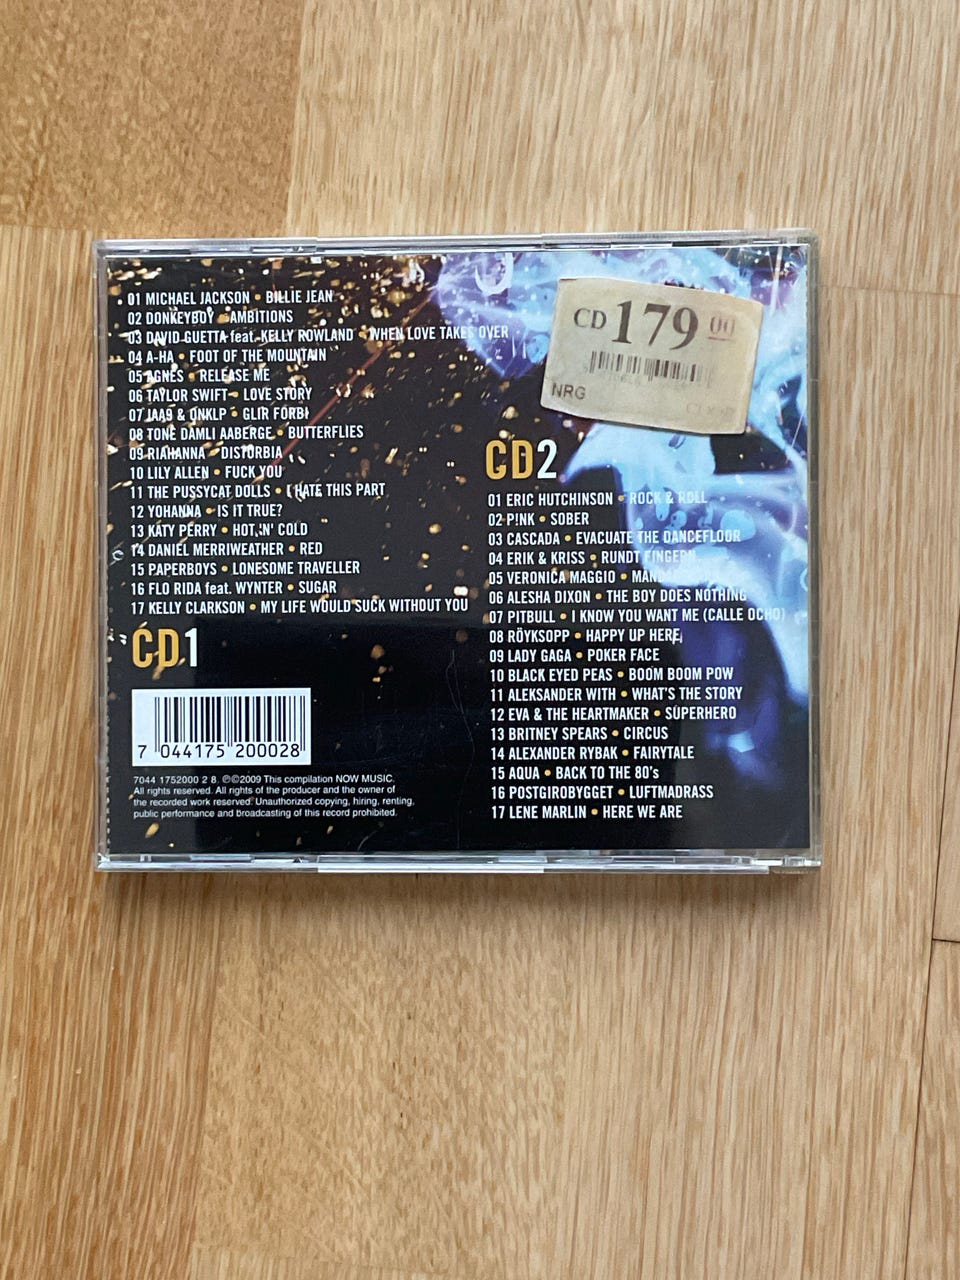 01 MICHAEL JACKSON • BILLIE JEAN
02 DONKEYBOY • AMBITIONS
03 DAVID GUETTA feat. KELLY ROWLAND • WHEN LOVE TAKES OVER
04 A-HA • FOOT OF THE MOUNTAIN
05 AGNES • RELEASE ME
06 TAYLOR SWIFT • LOVE STORY
07 JAA9 & ONKLP • GLIR FORBI
08 TONE DAMLI AABERGE • BUTTERFLIES
09 RIAHANNA • DISTORBIA
10 LILY ALLEN • FUCK YOU
11 THE PUSSYCAT DOLLS • I HATE THIS PART
12 YOHANNA • IS IT TRUE?
13 KATY PERRY • HOT 'N' COLD
14 DANIEL MERRIWEATHER • RED
15 PAPERBOYS • LONESOME TRAVELLER
16 FLO RIDA feat. WYNTER • SUGAR
17 KELLY CLARKSON • MY LIFE WOULD SUCK WITHOUT YOU
CD1
7 044175 200028
7044 1752000 2 8. ℗©2009 This compilation NOW MUSIC.
All rights reserved. All rights of the producer and the owner of
the recorded work reserved. Unauthorized copying, hiring, renting,
public performance and broadcasting of this record prohibited.
CD 179 00
NRG
CD2
01 ERIC HUTCHINSON • ROCK & ROLL
02 P!NK • SOBER
03 CASCADA • EVACUATE THE DANCEFLOOR
04 ERIK & KRISS • RUNDT FINGERN
05 VERONICA MAGGIO •
06 ALESHA DIXON • THE BOY DOES NOTHING
07 PITBULL • I KNOW YOU WANT ME (CALLE OCHO)
08 RÖYKSOPP • HAPPY UP HERE
09 LADY GAGA • POKER FACE
10 BLACK EYED PEAS • BOOM BOOM POW
11 ALEKSANDER WITH • WHAT'S THE STORY
12 EVA & THE HEARTMAKER • SUPERHERO
13 BRITNEY SPEARS • CIRCUS
14 ALEXANDER RYBAK • FAIRYTALE
15 AQUA • BACK TO THE 80's
16 POSTGIROBYGGET • LUFTMADRASS
17 LENE MARLIN • HERE WE ARE